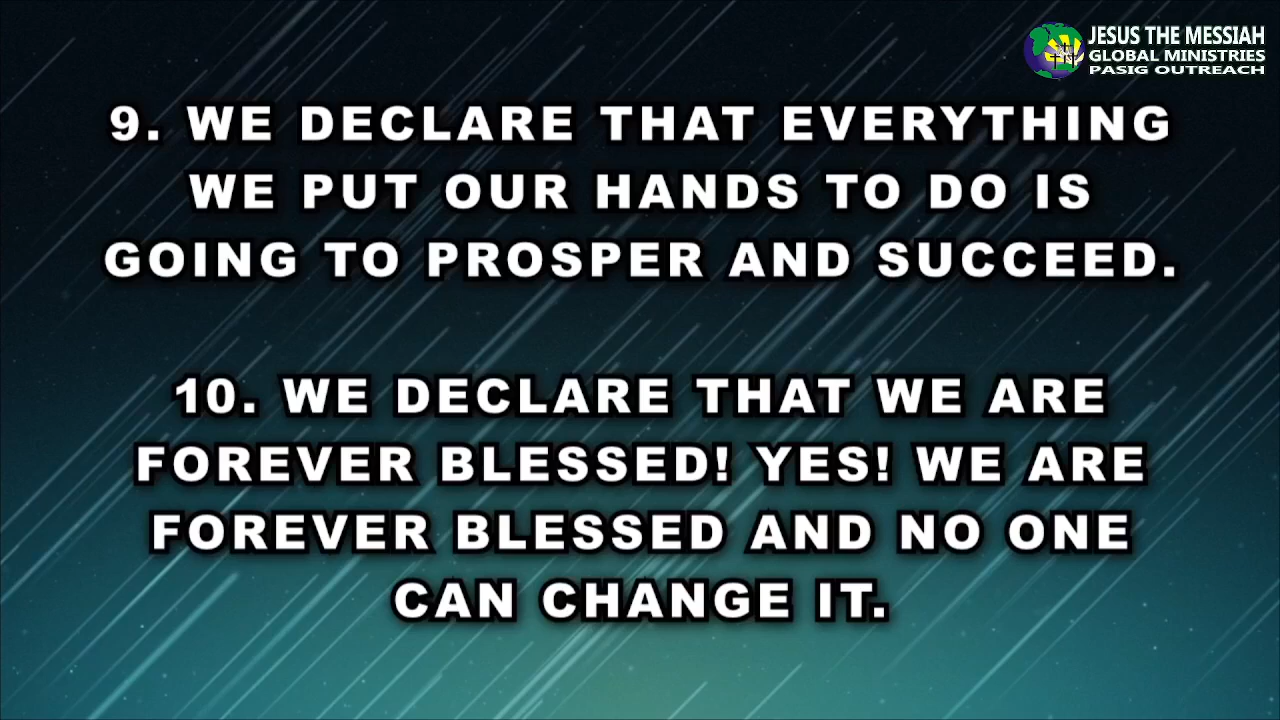 JESUS THE MESSIAH
GLOBAL MINISTRIES
PASIG OUTREACH
9. WE DECLARE THAT EVERYTHING
WE PUT OUR HANDS TO DO IS
GOING TO PROSPER AND SUCCEED.
10. WE DECLARE THAT WE ARE
FOREVER BLESSED! YES! WE ARE
FOREVER BLESSED AND NO ONE
CAN CHANGE IT.